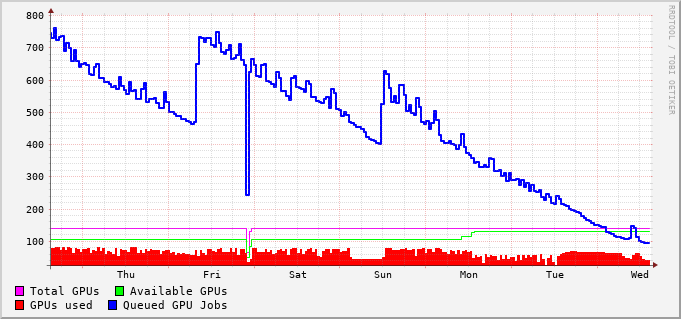 800
700
600
500
400
300
200
100
Thu Fri Sat Sun Mon Tue Wed
Total GPUs Available GPUs
GPUs used Queued GPU Jobs
RRDTOOL / TOBI OETIKER